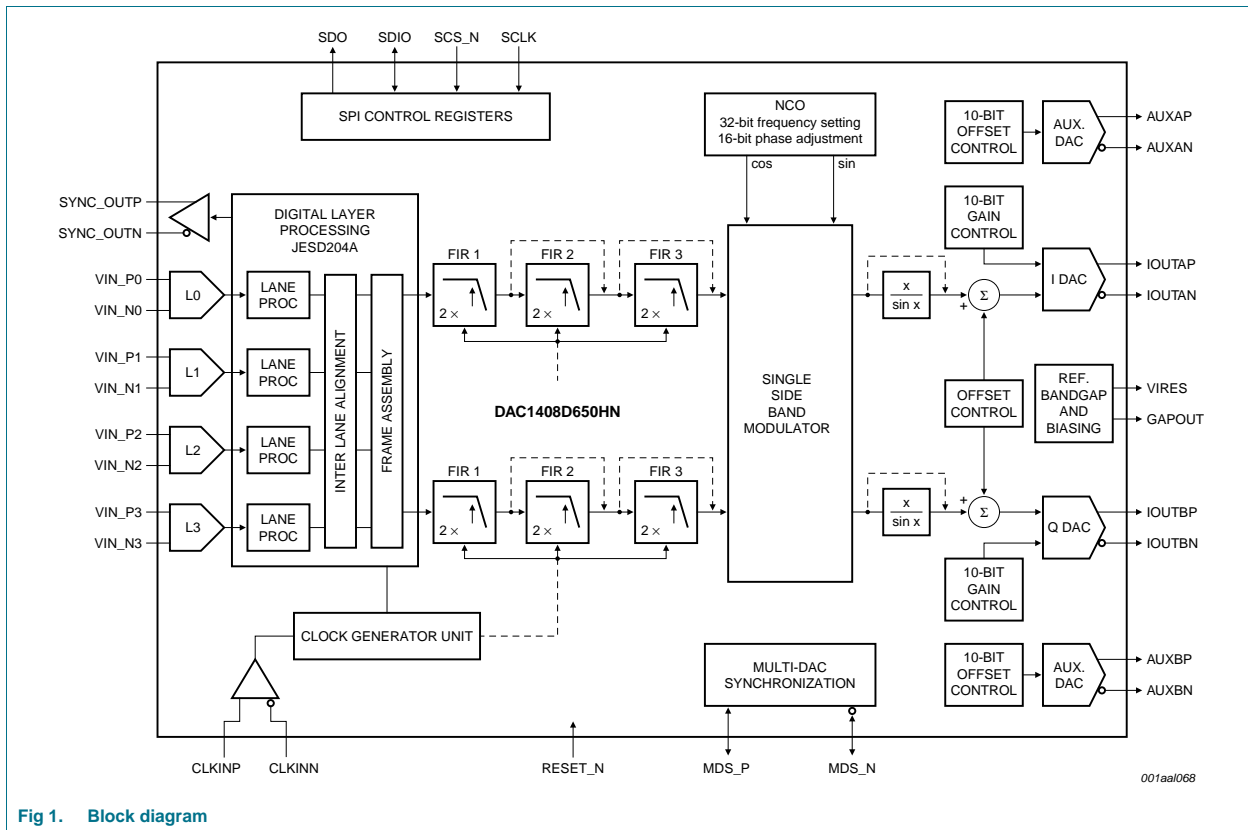 SDO
SDIO
SCS_N
SCLK
SPI CONTROL REGISTERS
NCO
32-bit frequency setting
16-bit phase adjustment
cos
sin
10-BIT
OFFSET
CONTROL
AUX.
DAC
AUXAP
AUXAN
SYNC_OUTP
SYNC_OUTN
DIGITAL LAYER
PROCESSING
JESD204A
10-BIT
GAIN
CONTROL
VIN_P0
VIN_N0
L0
LANE
PROC
FIR 1
2 ×
FIR 2
2 ×
FIR 3
2 ×
x
sin x
+
Σ
I DAC
IOUTAP
IOUTAN
VIN_P1
VIN_N1
L1
LANE
PROC
INTER LANE ALIGNMENT
FRAME ASSEMBLY
DAC1408D650HN
SINGLE
SIDE
BAND
MODULATOR
OFFSET
CONTROL
REF.
BANDGAP
AND
BIASING
VIRES
GAPOUT
VIN_P2
VIN_N2
L2
LANE
PROC
VIN_P3
VIN_N3
L3
LANE
PROC
FIR 1
2 ×
FIR 2
2 ×
FIR 3
2 ×
x
sin x
+
Σ
Q DAC
IOUTBP
IOUTBN
10-BIT
GAIN
CONTROL
CLOCK GENERATOR UNIT
MULTI-DAC
SYNCHRONIZATION
10-BIT
OFFSET
CONTROL
AUX.
DAC
AUXBP
AUXBN
CLKINP
CLKINN
RESET_N
MDS_P
MDS_N
001aal068
Fig 1. Block diagram